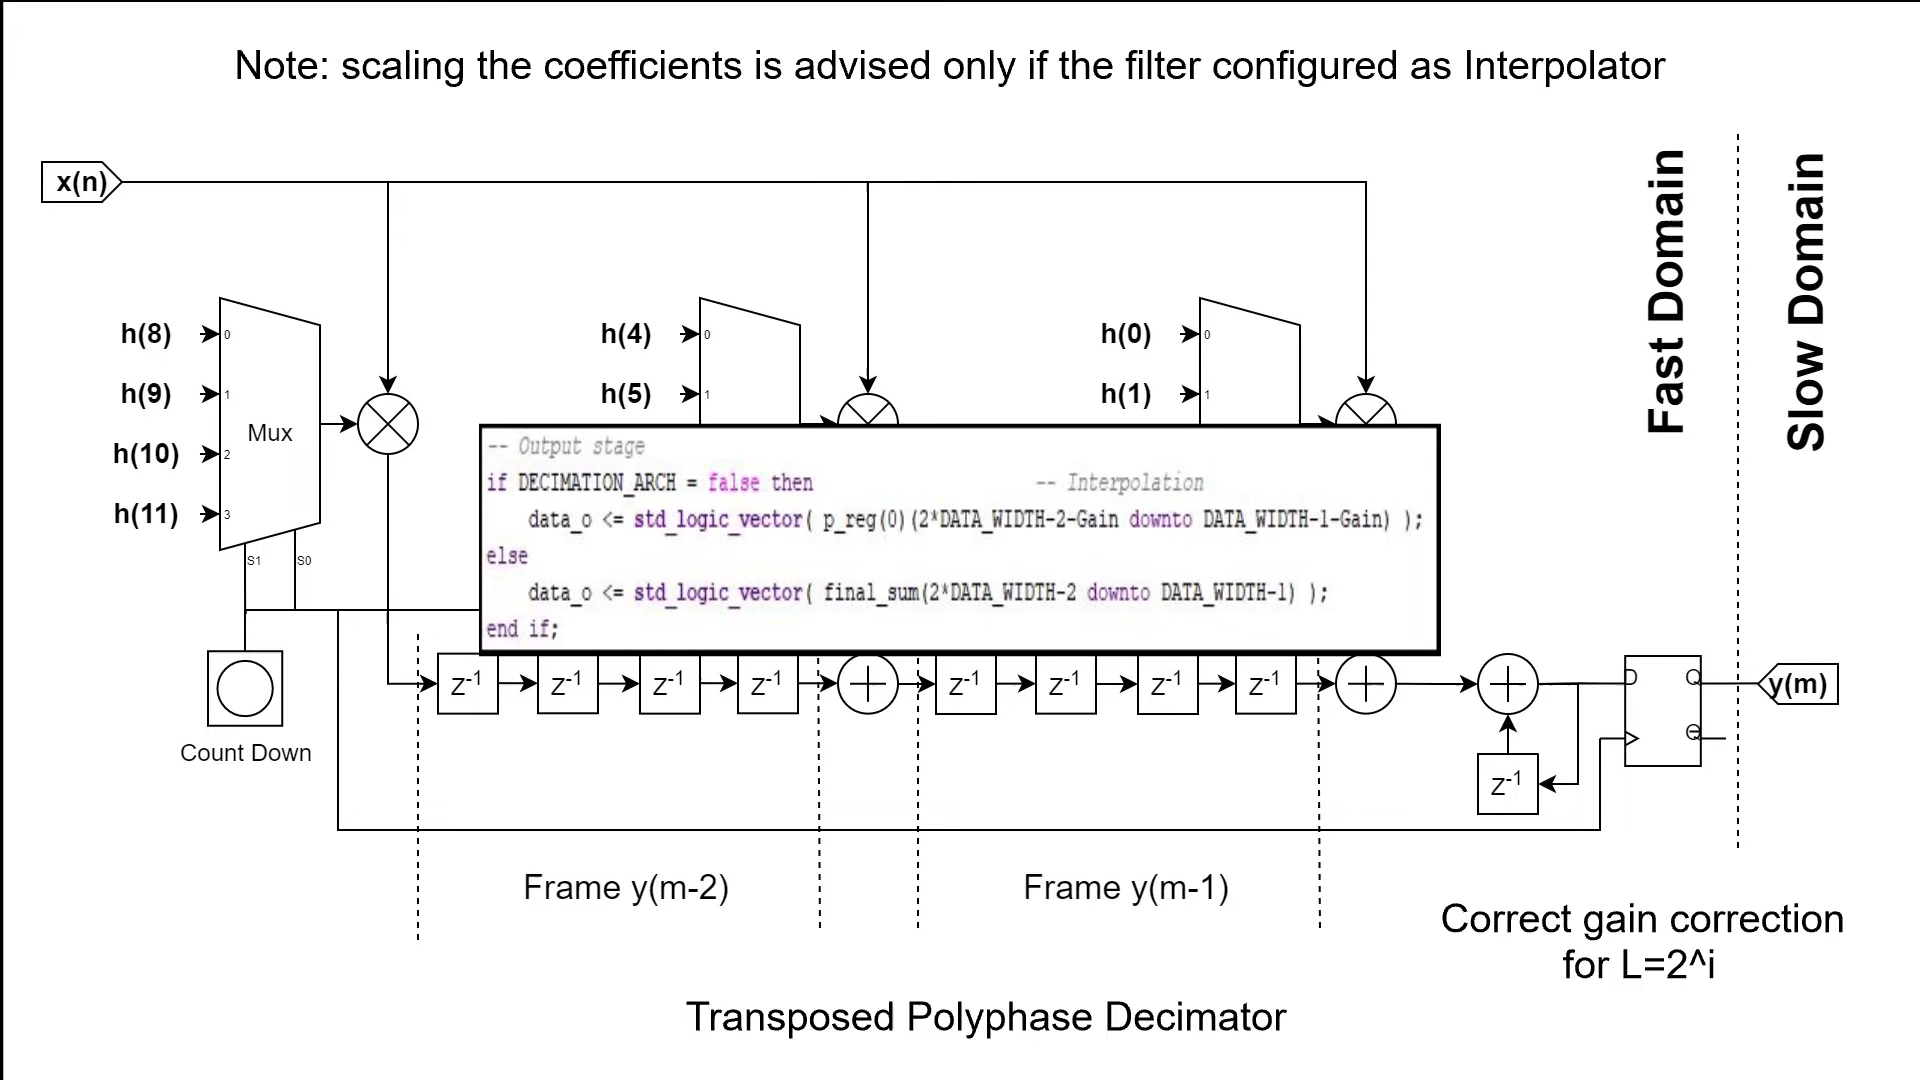 Note: scaling the coefficients is advised only if the filter configured as Interpolator
x(n)
Fast Domain
Slow Domain
h(8)
0
h(4)
0
h(0)
0
h(9)
1
h(5)
1
h(1)
1
Mux
h(10)
2
h(11)
3
S1
S0
-- Output stage
if DECIMATION_ARCH = false then -- Interpolation
data_o <= std_logic_vector( p_reg(0)(2*DATA_WIDTH-2-Gain downto DATA_WIDTH-1-Gain) );
else
data_o <= std_logic_vector( final_sum(2*DATA_WIDTH-2 downto DATA_WIDTH-1) );
end if;
Z-1
Z-1
Z-1
Z-1
Z-1
Z-1
Z-1
Z-1
D
Q
y(m)
Q
Count Down
Z-1
Frame y(m-2)
Frame y(m-1)
Correct gain correction
for L=2^i
Transposed Polyphase Decimator